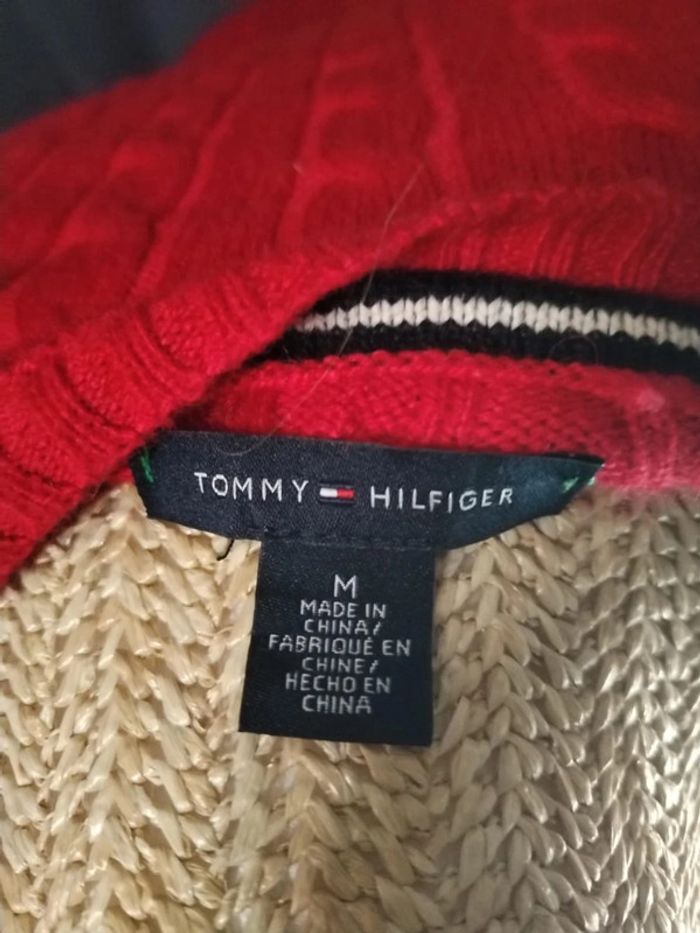 TOMMY HILFIGER
M
MADE IN
CHINA/
FABRIQUÉ EN
CHINE/
HECHO EN
CHINA